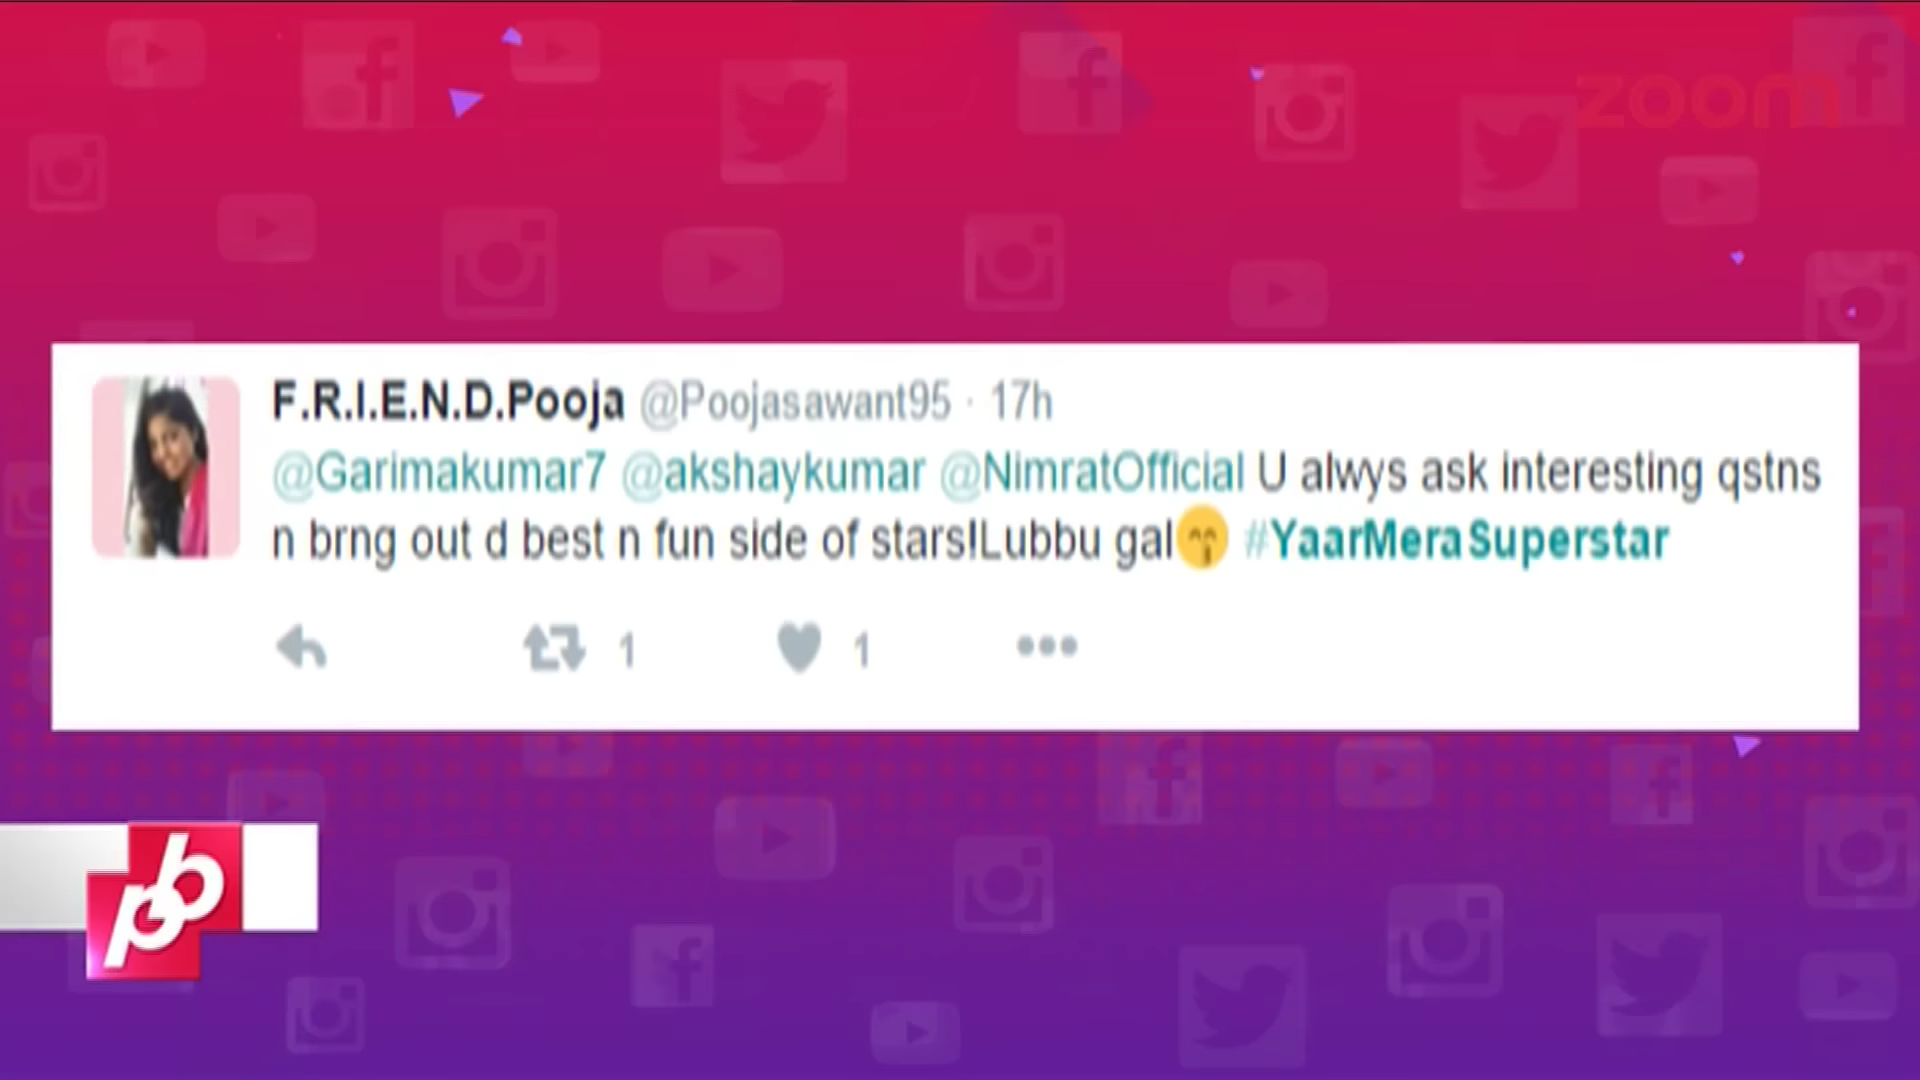 zoom
F.R.I.E.N.D.Pooja @Poojasawant95 · 17h
@Garimakumar7 @akshaykumar @NimratOfficial U alwys ask interesting qstns
n brng out d best n fun side of stars!Lubbu gal😙 #YaarMeraSuperstar
1 1
pb